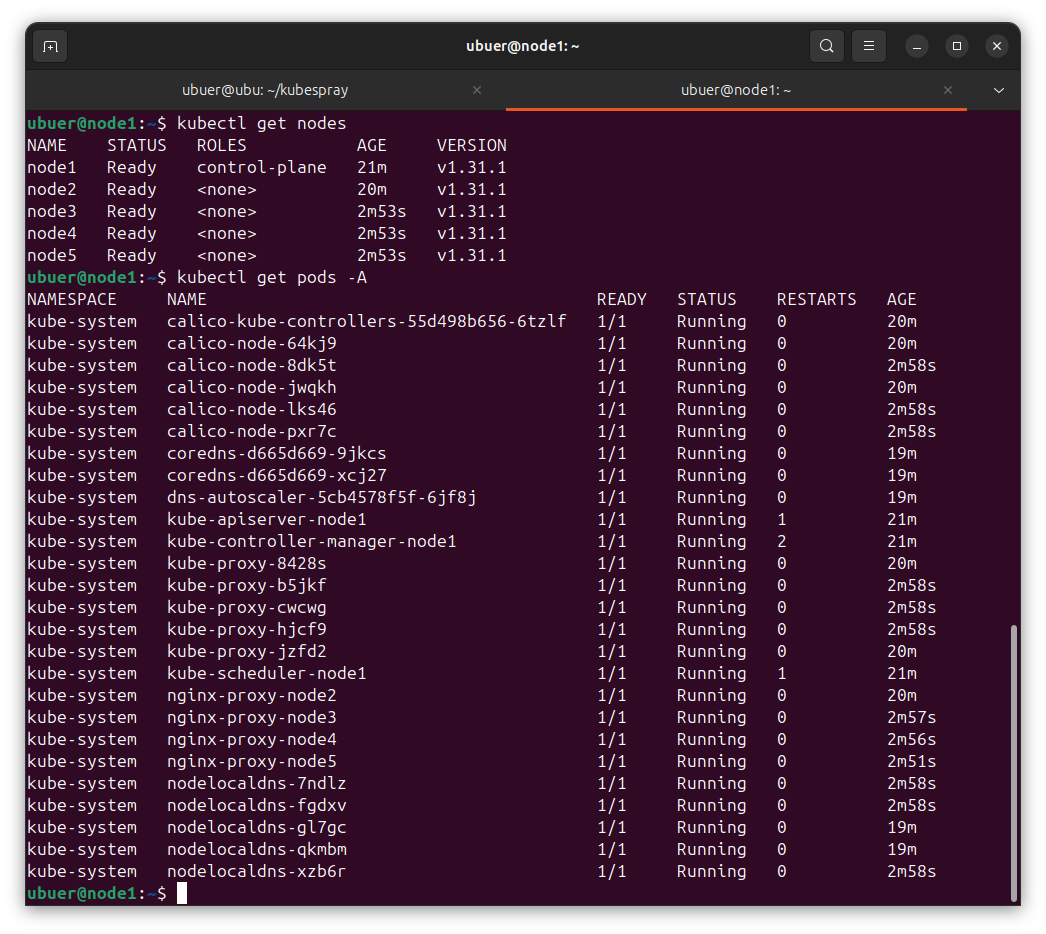 ubuer@node1: ~
ubuer@ubu: ~/kubespray
ubuer@node1: ~
ubuer@node1:~$ kubectl get nodes
NAME    STATUS   ROLES           AGE     VERSION
node1   Ready    control-plane   21m     v1.31.1
node2   Ready    <none>          20m     v1.31.1
node3   Ready    <none>          2m53s   v1.31.1
node4   Ready    <none>          2m53s   v1.31.1
node5   Ready    <none>          2m53s   v1.31.1
ubuer@node1:~$ kubectl get pods -A
NAMESPACE     NAME                                       READY   STATUS    RESTARTS   AGE
kube-system   calico-kube-controllers-55d498b656-6tzlf   1/1     Running   0          20m
kube-system   calico-node-64kj9                          1/1     Running   0          20m
kube-system   calico-node-8dk5t                          1/1     Running   0          2m58s
kube-system   calico-node-jwqkh                          1/1     Running   0          20m
kube-system   calico-node-lks46                          1/1     Running   0          2m58s
kube-system   calico-node-pxr7c                          1/1     Running   0          2m58s
kube-system   coredns-d665d669-9jkcs                     1/1     Running   0          19m
kube-system   coredns-d665d669-xcj27                     1/1     Running   0          19m
kube-system   dns-autoscaler-5cb4578f5f-6jf8j            1/1     Running   0          19m
kube-system   kube-apiserver-node1                       1/1     Running   1          21m
kube-system   kube-controller-manager-node1              1/1     Running   2          21m
kube-system   kube-proxy-8428s                           1/1     Running   0          20m
kube-system   kube-proxy-b5jkf                           1/1     Running   0          2m58s
kube-system   kube-proxy-cwcwg                           1/1     Running   0          2m58s
kube-system   kube-proxy-hjcf9                           1/1     Running   0          2m58s
kube-system   kube-proxy-jzfd2                           1/1     Running   0          20m
kube-system   kube-scheduler-node1                       1/1     Running   1          21m
kube-system   nginx-proxy-node2                          1/1     Running   0          20m
kube-system   nginx-proxy-node3                          1/1     Running   0          2m57s
kube-system   nginx-proxy-node4                          1/1     Running   0          2m56s
kube-system   nginx-proxy-node5                          1/1     Running   0          2m51s
kube-system   nodelocaldns-7ndlz                         1/1     Running   0          2m58s
kube-system   nodelocaldns-fgdxv                         1/1     Running   0          2m58s
kube-system   nodelocaldns-gl7gc                         1/1     Running   0          19m
kube-system   nodelocaldns-qkmbm                         1/1     Running   0          19m
kube-system   nodelocaldns-xzb6r                         1/1     Running   0          2m58s
ubuer@node1:~$